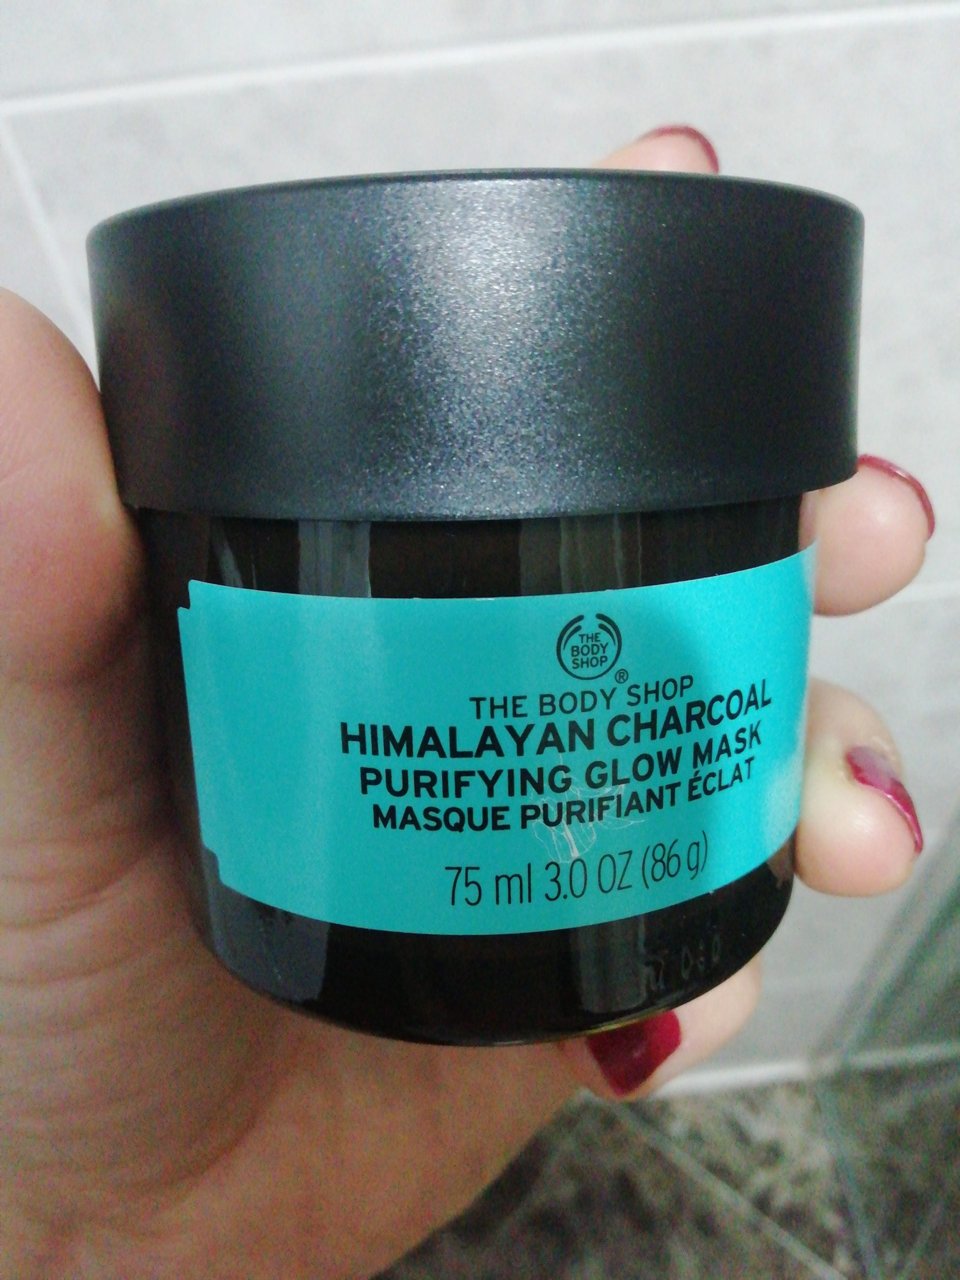 THE
BODY
SHOP
®
THE BODY SHOP
HIMALAYAN CHARCOAL
PURIFYING GLOW MASK
MASQUE PURIFIANT ÉCLAT
75 ml 3.0 OZ (86 g)